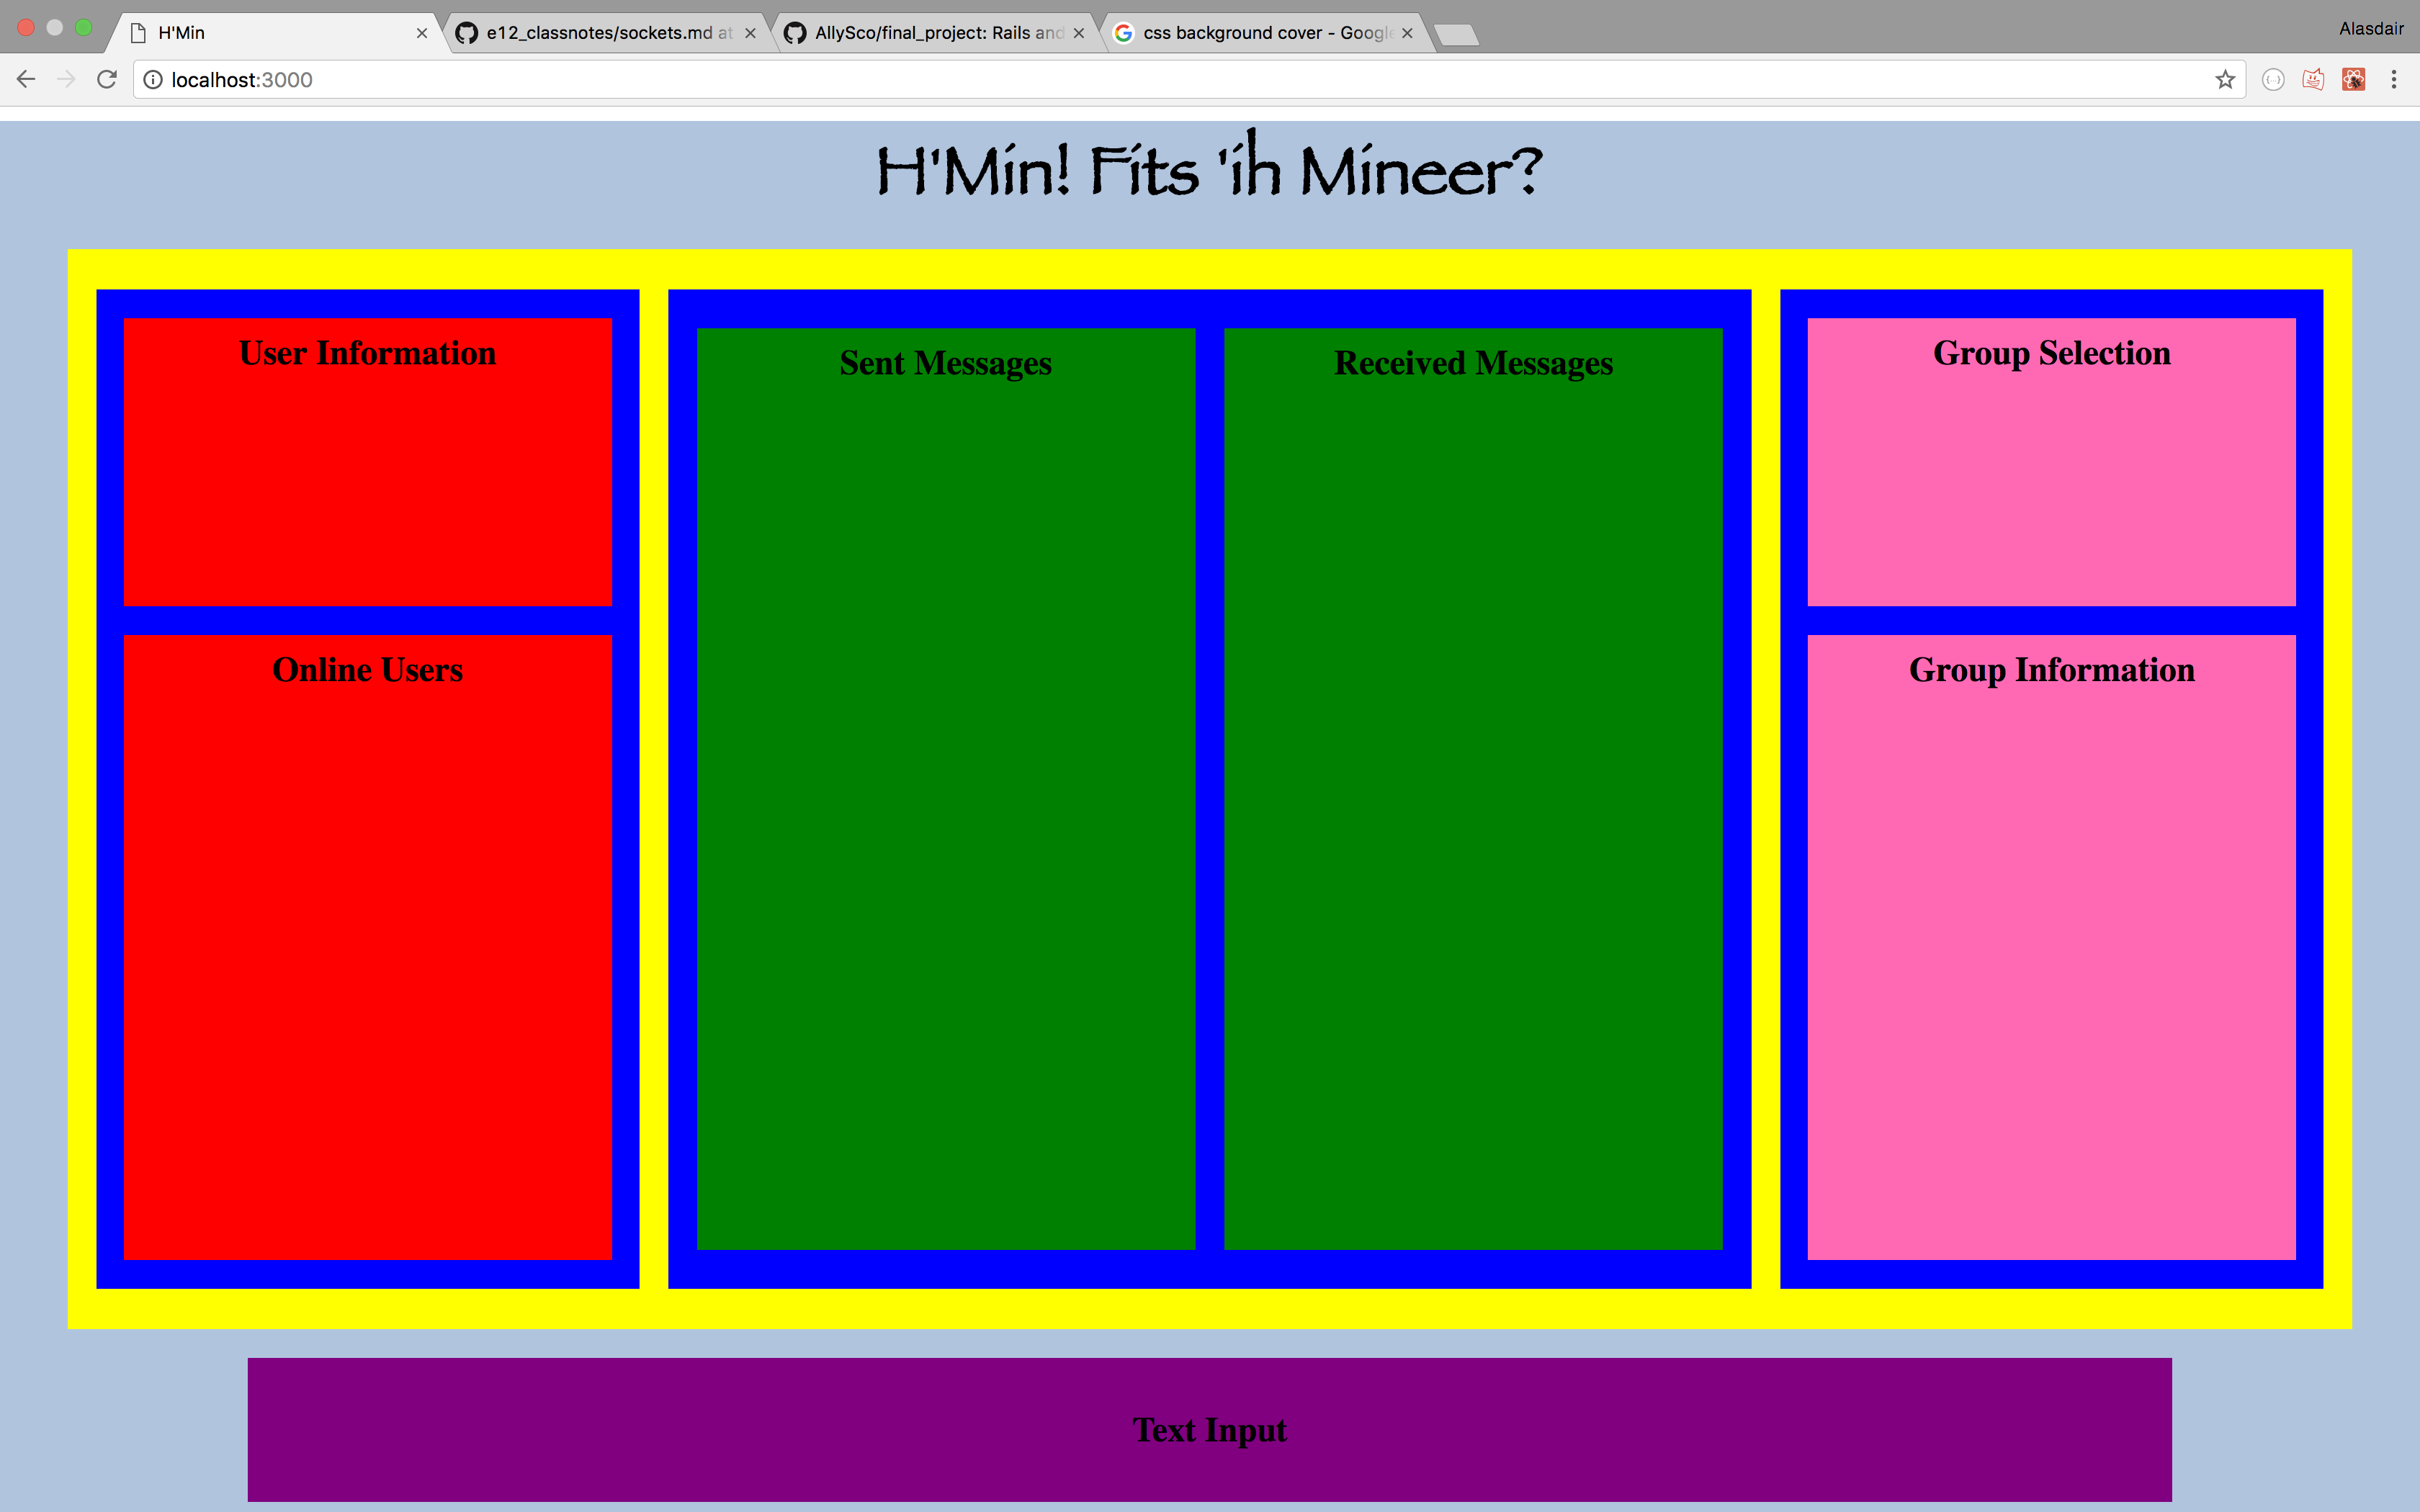 H'Min
e12_classnotes/sockets.md at
AllySco/final_project: Rails and
css background cover - Google
Alasdair
localhost:3000
H'Min! Fits 'ih Mineer?
User Information
Sent Messages
Received Messages
Group Selection
Online Users
Group Information
Text Input